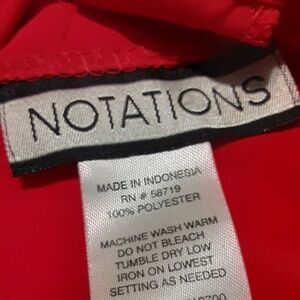 NOTATIONS
MADE IN INDONESIA
RN # 58719
100% POLYESTER
MACHINE WASH WARM
DO NOT BLEACH
TUMBLE DRY LOW
IRON ON LOWEST
SETTING AS NEEDED